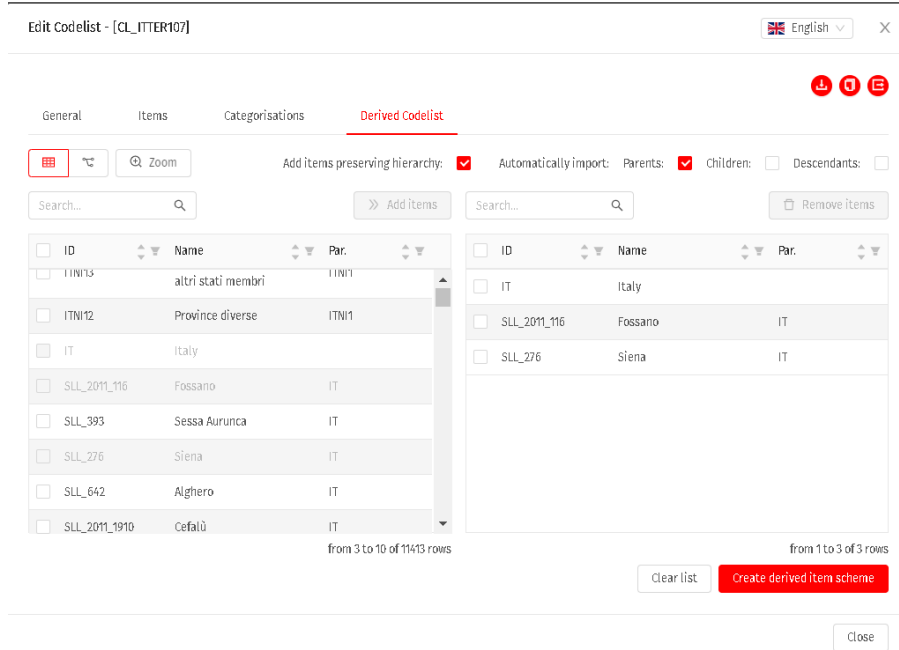 Edit Codelist - [CL_ITTER107]
English
General Items Categorisations Derived Codelist
Zoom Add items preserving hierarchy: Automatically import: Parents: Children: Descendants:
Search... Add items Search... Remove items
ID Name Par. ID Name Par.
ITNI13 altri stati membri ITNI1
IT Italy
ITNI12 Province diverse ITNI1
SLL_2011_116 Fossano IT
IT Italy
SLL_276 Siena IT
SLL_2011_116 Fossano IT
SLL_393 Sessa Aurunca IT
SLL_276 Siena IT
SLL_642 Alghero IT
SLL_2011_1910 Cefalù IT
from 3 to 10 of 11413 rows from 1 to 3 of 3 rows
Clear list Create derived item scheme
Close